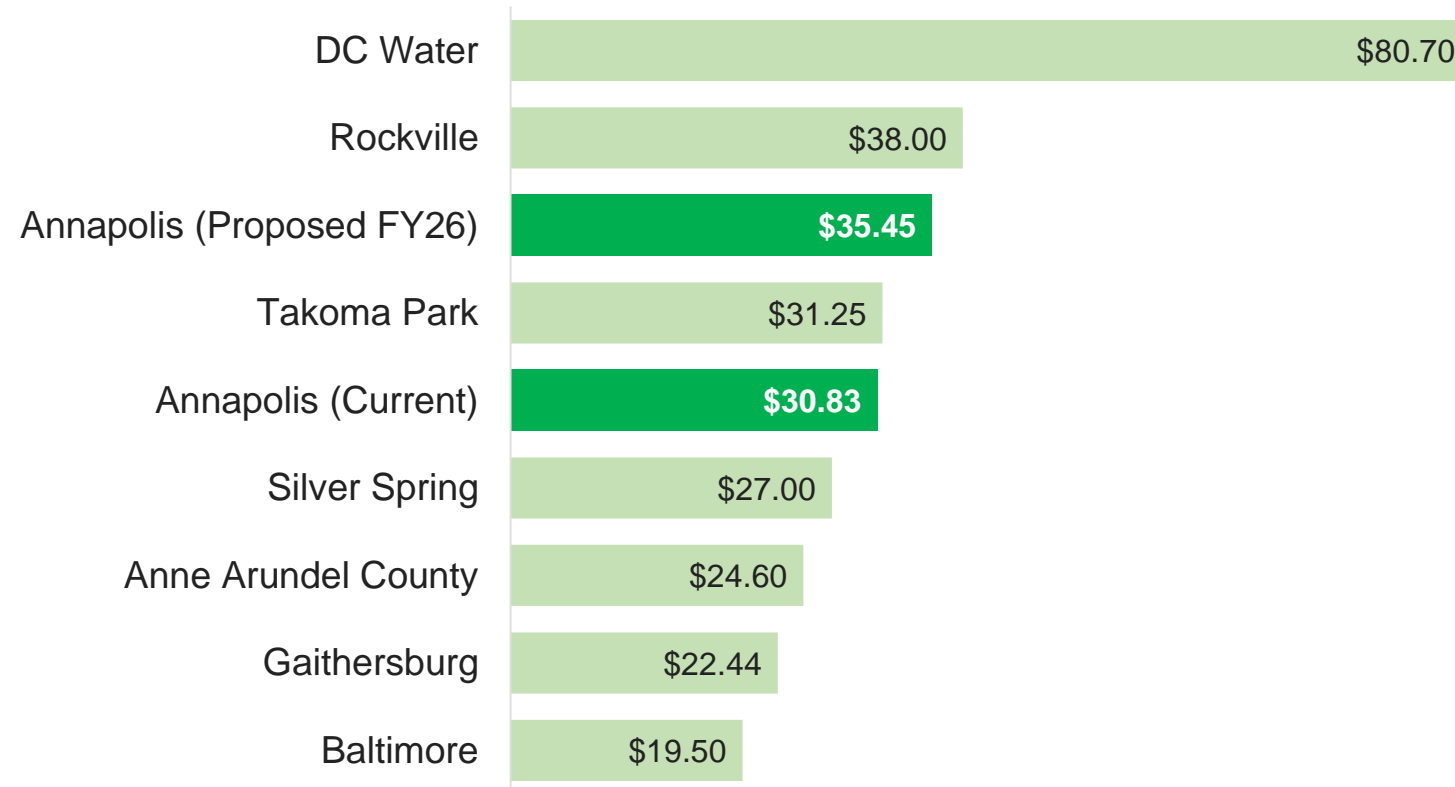 DC Water $80.70
Rockville $38.00
Annapolis (Proposed FY26) $35.45
Takoma Park $31.25
Annapolis (Current) $30.83
Silver Spring $27.00
Anne Arundel County $24.60
Gaithersburg $22.44
Baltimore $19.50